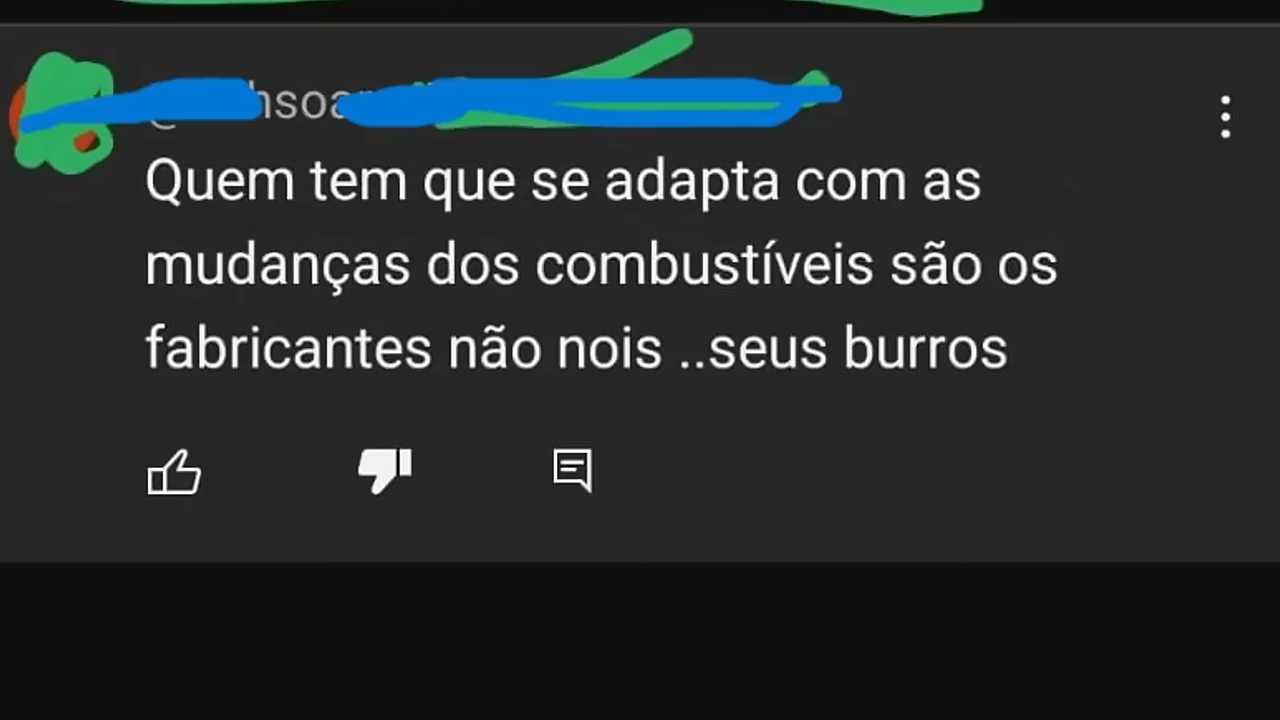 Quem tem que se adapta com as
mudanças dos combustíveis são os
fabricantes não nois ..seus burros